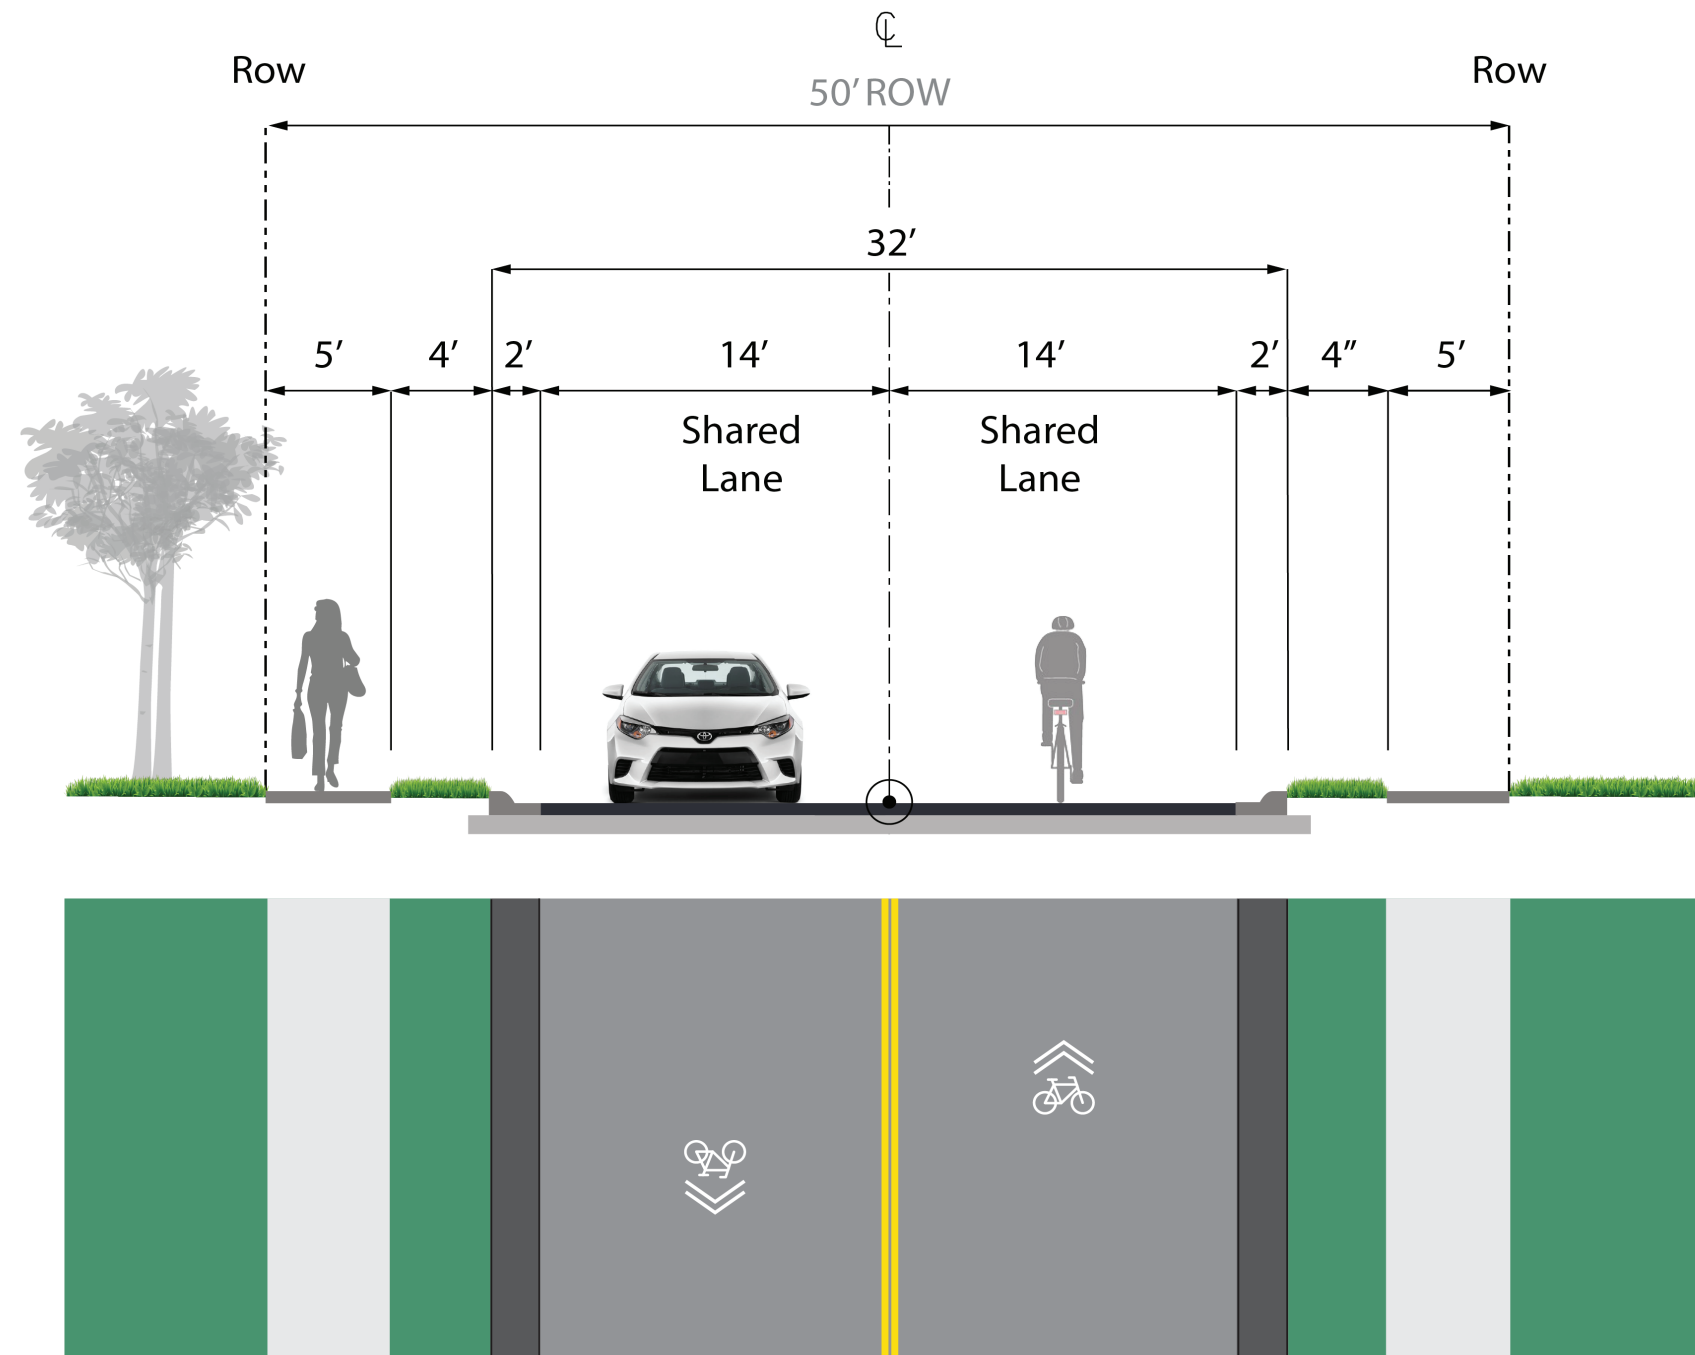 ℄
Row
Row
50’ ROW
32’
5’ 4’ 2’ 14’ 14’ 2’ 4” 5’
Shared
Lane
Shared
Lane